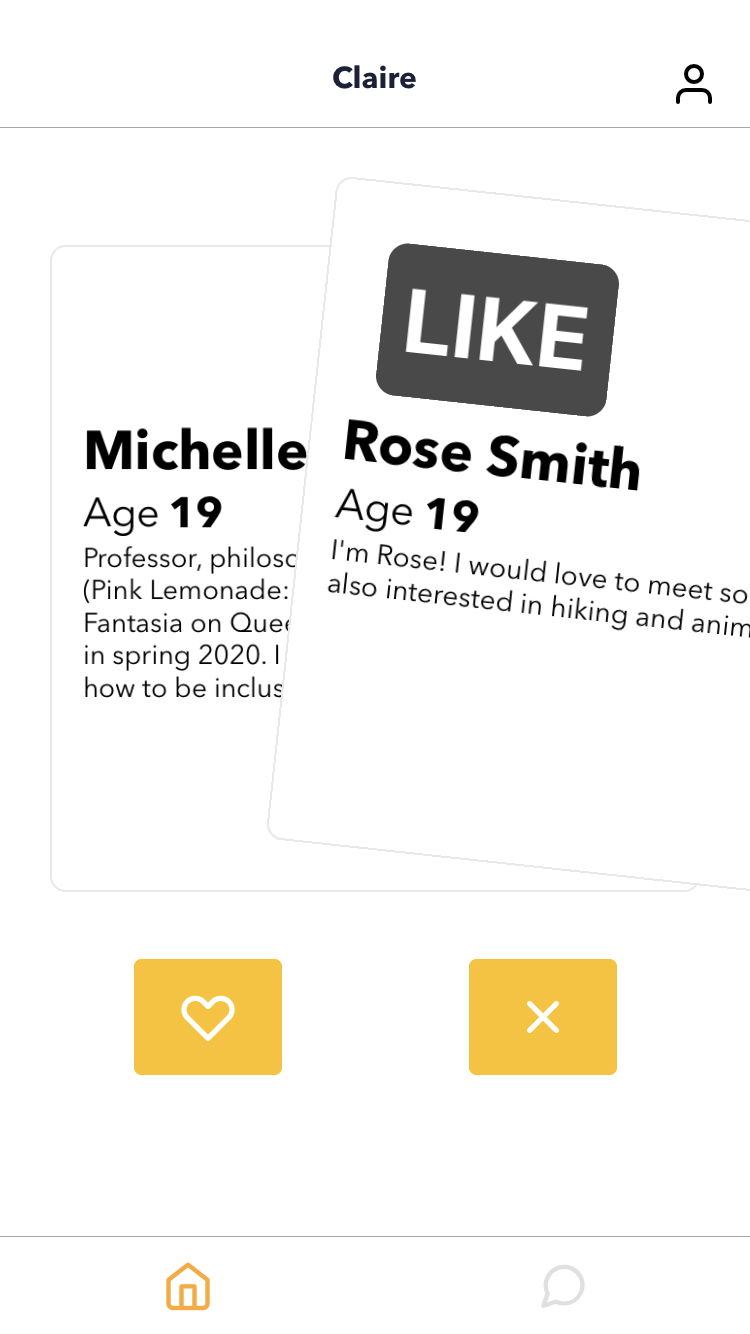 Claire
LIKE
Rose Smith
Age 19
I'm Rose! I would love to meet so
also interested in hiking and anim
Michelle
Age 19
Professor, philoso
(Pink Lemonade:
Fantasia on Quee
in spring 2020. I
how to be inclus